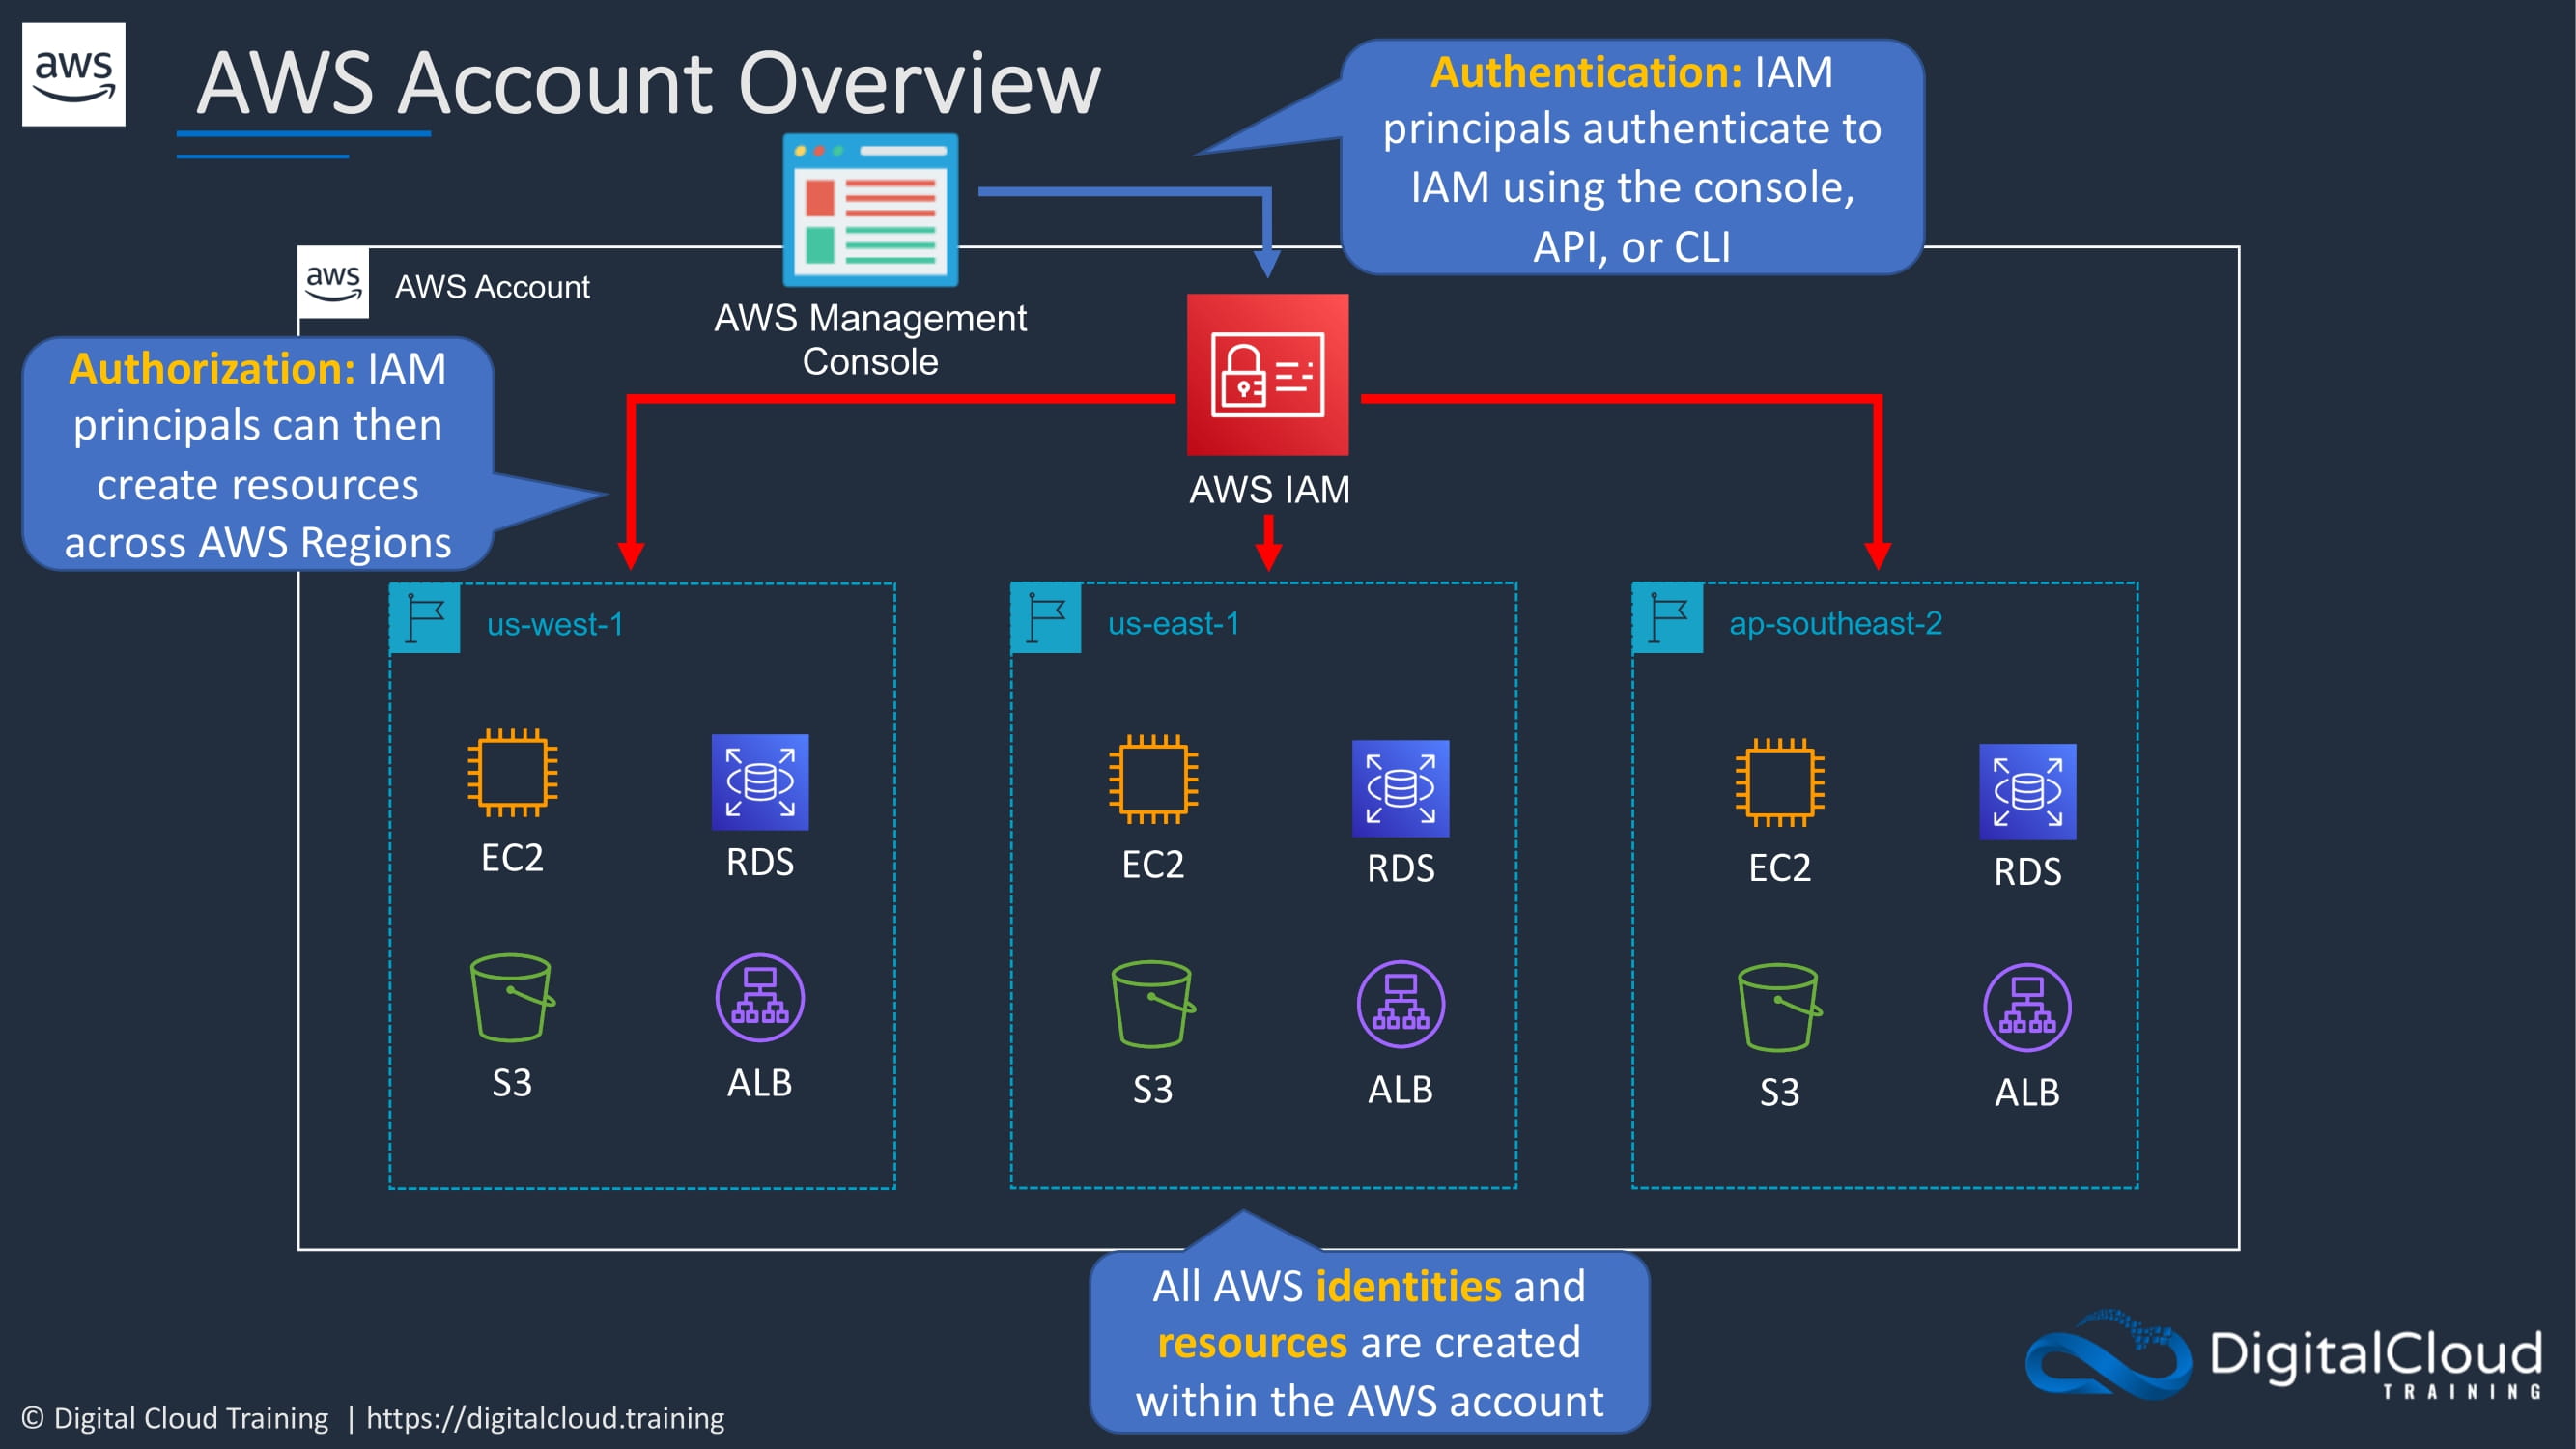 aws
AWS Account Overview
Authentication: IAM
principals authenticate to
IAM using the console,
API, or CLI
aws
AWS Account
AWS Management
Console
Authorization: IAM
principals can then
create resources
across AWS Regions
AWS IAM
us-west-1
EC2
RDS
S3
ALB
us-east-1
EC2
RDS
S3
ALB
ap-southeast-2
EC2
RDS
S3
ALB
All AWS identities and
resources are created
within the AWS account
© Digital Cloud Training | https://digitalcloud.training
DigitalCloud
TRAINING